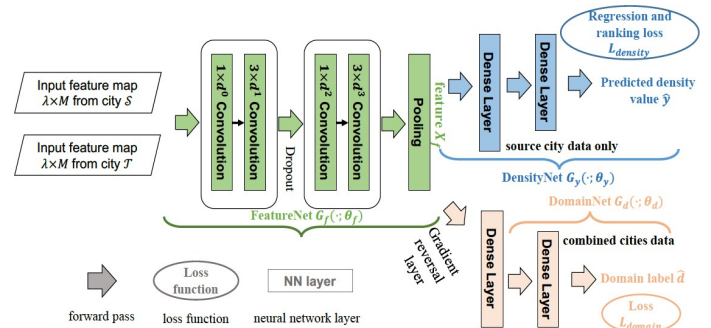 Input feature map
λ×M from city S
Input feature map
λ×M from city T
1×d⁰ Convolution
3×d¹ Convolution
Dropout
1×d² Convolution
3×d³ Convolution
Pooling
feature X_f
FeatureNet G_f(·;θ_f)
Dense Layer
Dense Layer
Regression and
ranking loss
L_density
Predicted density
value ŷ
source city data only
DensityNet G_y(·;θ_y)
Gradient
reversal
layer
DomainNet G_d(·;θ_d)
Dense Layer
Dense Layer
combined cities data
Domain label d̂
Loss
L_domain
Loss
function
NN layer
forward pass
loss function
neural network layer